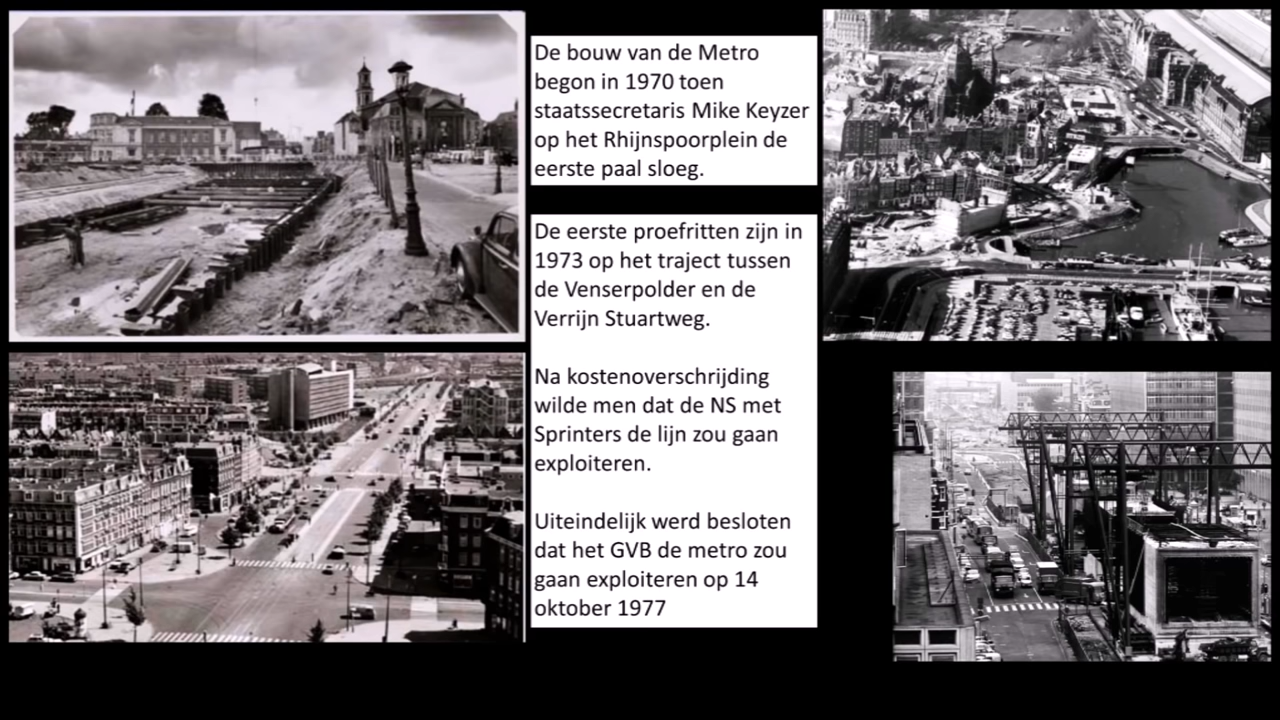 De bouw van de Metro
begon in 1970 toen
staatssecretaris Mike Keyzer
op het Rhijnspoorplein de
eerste paal sloeg.
De eerste proefritten zijn in
1973 op het traject tussen
de Venserpolder en de
Verrijn Stuartweg.
Na kostenoverschrijding
wilde men dat de NS met
Sprinters de lijn zou gaan
exploiteren.
Uiteindelijk werd besloten
dat het GVB de metro zou
gaan exploiteren op 14
oktober 1977